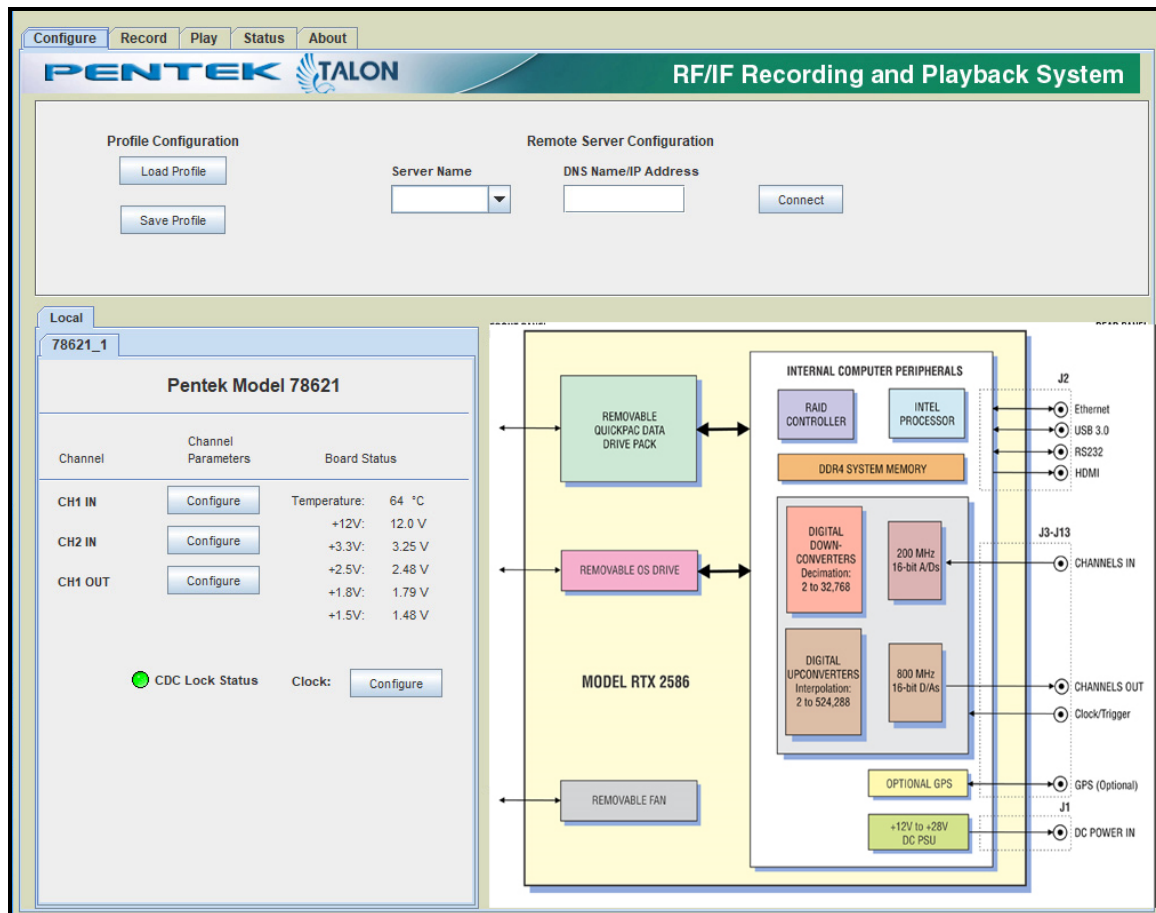 Configure Record Play Status About
PENTEK TALON RF/IF Recording and Playback System
Profile Configuration
Load Profile
Save Profile
Remote Server Configuration
Server Name DNS Name/IP Address
Connect
Local
78621_1
Pentek Model 78621
Channel
Channel Parameters Board Status
CH1 IN Configure Temperature: 64 °C
+12V: 12.0 V
CH2 IN Configure +3.3V: 3.25 V
+2.5V: 2.48 V
CH1 OUT Configure +1.8V: 1.79 V
+1.5V: 1.48 V
CDC Lock Status Clock: Configure
REMOVABLE
QUICKPAC DATA
DRIVE PACK
REMOVABLE OS DRIVE
MODEL RTX 2586
REMOVABLE FAN
INTERNAL COMPUTER PERIPHERALS
RAID
CONTROLLER
INTEL
PROCESSOR
DDR4 SYSTEM MEMORY
DIGITAL
DOWN-
CONVERTERS
Decimation:
2 to 32,768
200 MHz
16-bit A/Ds
DIGITAL
UPCONVERTERS
Interpolation:
2 to 524,288
800 MHz
16-bit D/As
OPTIONAL GPS
+12V to +28V
DC PSU
J2
Ethernet
USB 3.0
RS232
HDMI
J3-J13
CHANNELS IN
CHANNELS OUT
Clock/Trigger
GPS (Optional)
J1
DC POWER IN